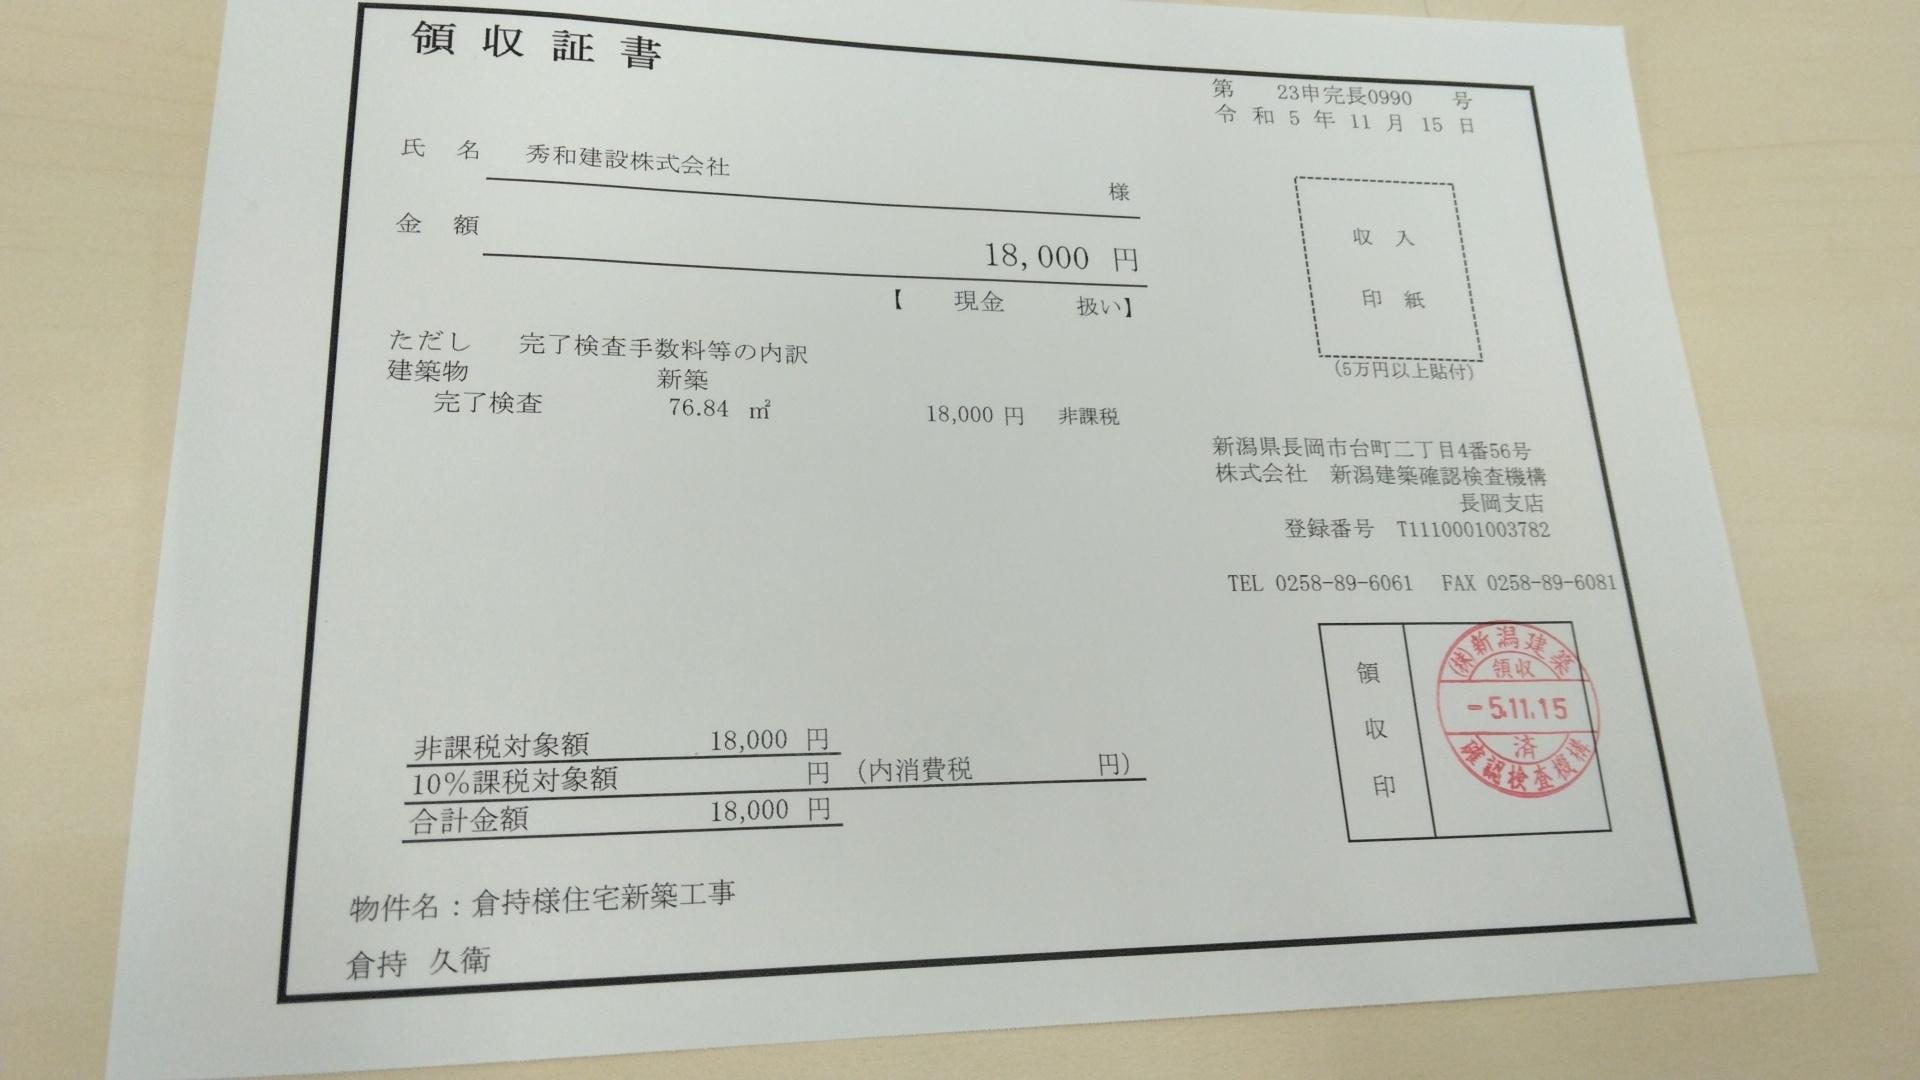 領収証書
第 23申完長0990 号
令和5年11月15日
氏名 秀和建設株式会社 様
金額 18,000 円
【 現金 扱い】
収入
印紙
(5万円以上貼付)
ただし 完了検査手数料等の内訳
建築物 新築
完了検査 76.84 ㎡ 18,000 円 非課税
新潟県長岡市台町二丁目4番56号
株式会社 新潟建築確認検査機構
長岡支店
登録番号 T1110001003782
TEL 0258-89-6061 FAX 0258-89-6081
領収印
㈱新潟建築
領収
-5.11.15
済
確認検査機構
非課税対象額 18,000 円
10%課税対象額 円 (内消費税 円)
合計金額 18,000 円
物件名：倉持様住宅新築工事
倉持 久衛